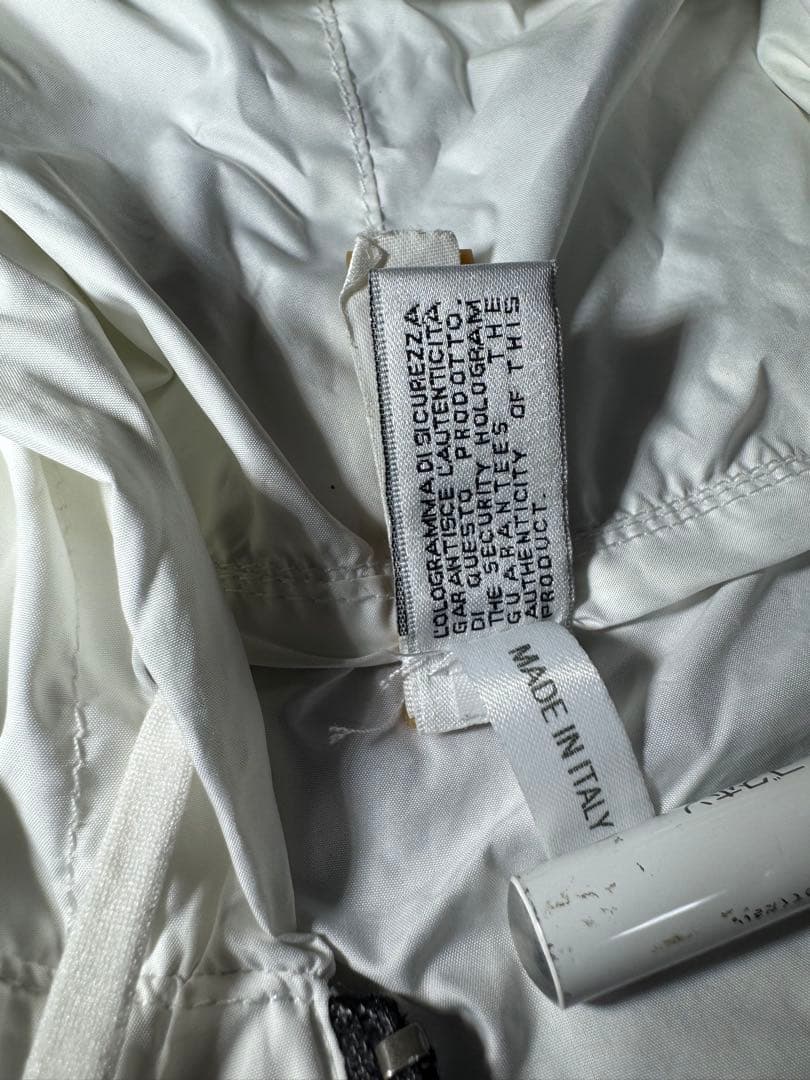 L'OLOGRAMMA DI SICUREZZA
GARANTISCE L'AUTENTICITA
DI QUESTO PRODOTTO.
THE SECURITY HOLOGRAM
GUARANTEES THE
AUTHENTICITY OF THIS
PRODUCT.
MADE IN ITALY